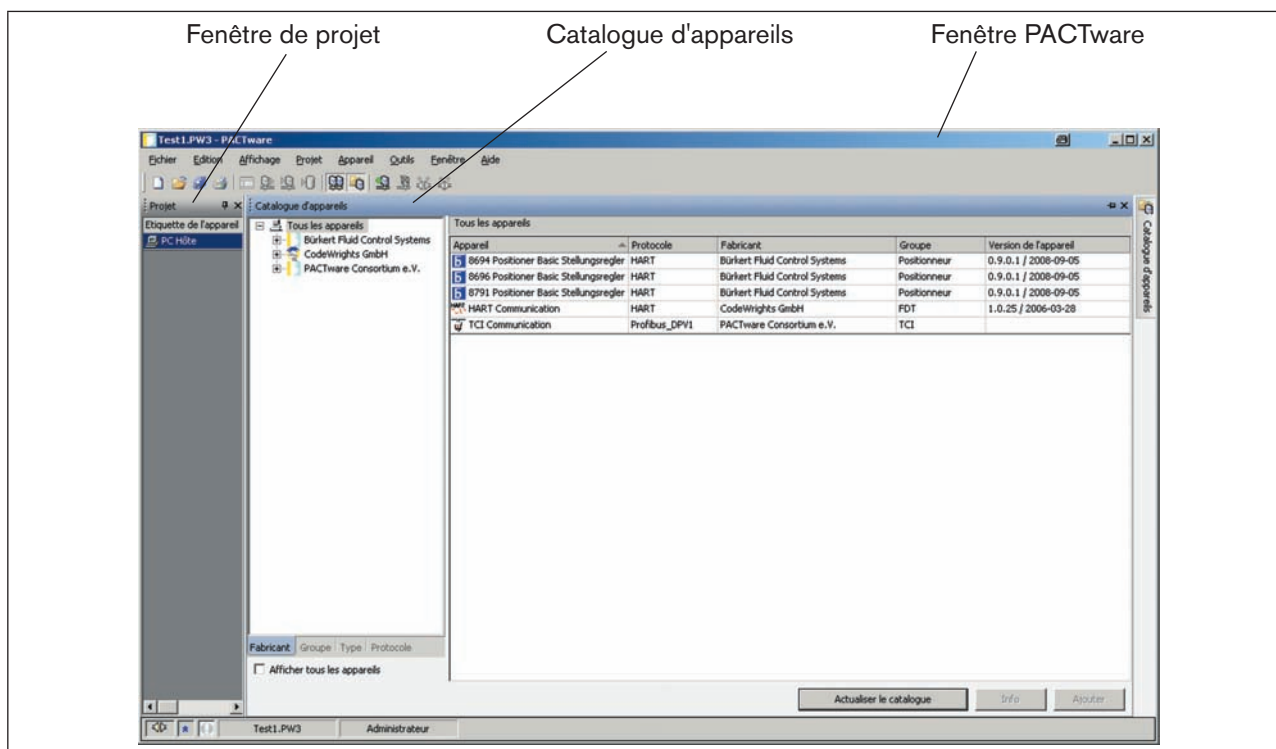 Fenêtre de projet Catalogue d'appareils Fenêtre PACTware
Test1.PW3 - PACTware
Fichier Edition Affichage Projet Appareil Outils Fenêtre Aide
Projet
Catalogue d'appareils
Etiquette de l'appareil
PC Hôte
Tous les appareils
Bürkert Fluid Control Systems
CodeWrights GmbH
PACTware Consortium e.V.
Tous les appareils
Appareil Protocole Fabricant Groupe Version de l'appareil
8694 Positioner Basic Stellungsregler HART Bürkert Fluid Control Systems Positionneur 0.9.0.1 / 2008-09-05
8696 Positioner Basic Stellungsregler HART Bürkert Fluid Control Systems Positionneur 0.9.0.1 / 2008-09-05
8791 Positioner Basic Stellungsregler HART Bürkert Fluid Control Systems Positionneur 0.9.0.1 / 2008-09-05
HART Communication HART CodeWrights GmbH FDT 1.0.25 / 2006-03-28
TCI Communication Profibus_DPV1 PACTware Consortium e.V. TCI
Catalogue d'appareils
Fabricant Groupe Type Protocole
Afficher tous les appareils
Actualiser le catalogue Info Ajouter
Test1.PW3 Administrateur